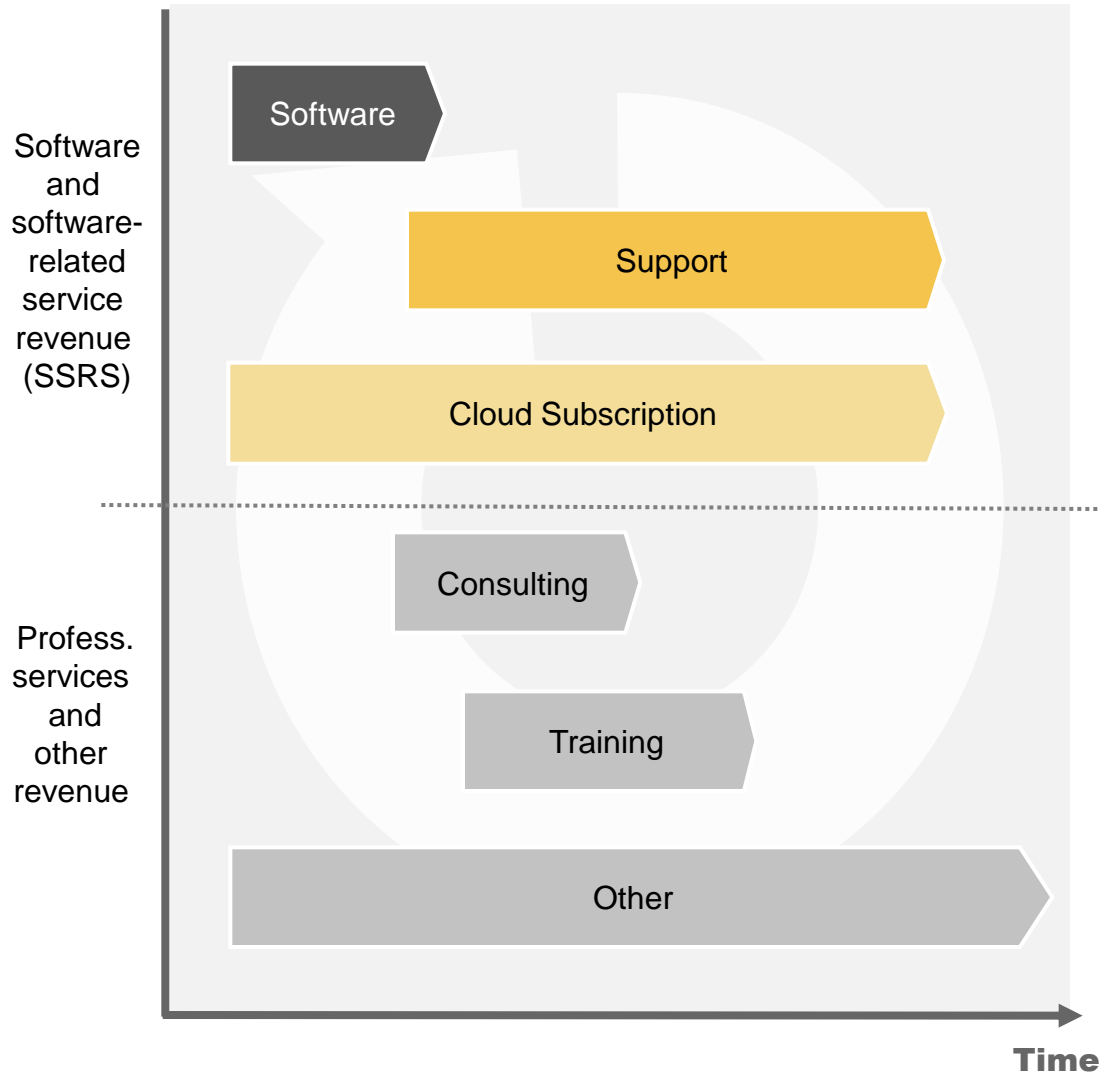 Software
and
software-
related
service
revenue
(SSRS)
Software
Support
Cloud Subscription
Profess.
services
and
other
revenue
Consulting
Training
Other
Time